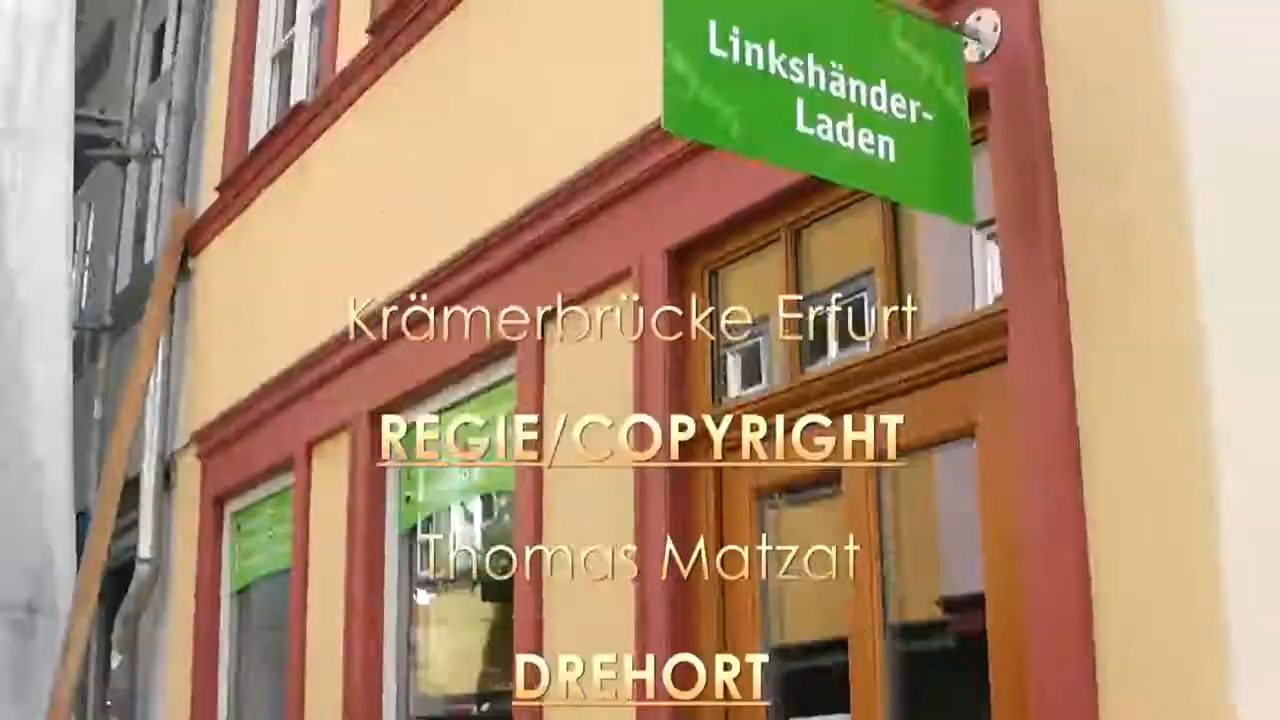 Linkshänder-
Laden
Krämerbrücke Erfurt
REGIE/COPYRIGHT
Thomas Matzat
DREHORT